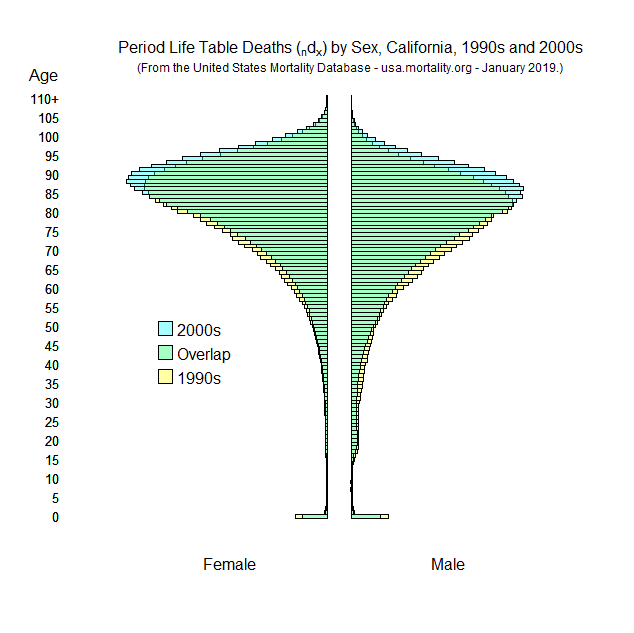 Period Life Table Deaths (ₙdₓ) by Sex, California, 1990s and 2000s
(From the United States Mortality Database - usa.mortality.org - January 2019.)
Age
110+
105
100
95
90
85
80
75
70
65
60
55
50
45
40
35
30
25
20
15
10
5
0
2000s
Overlap
1990s
Female
Male